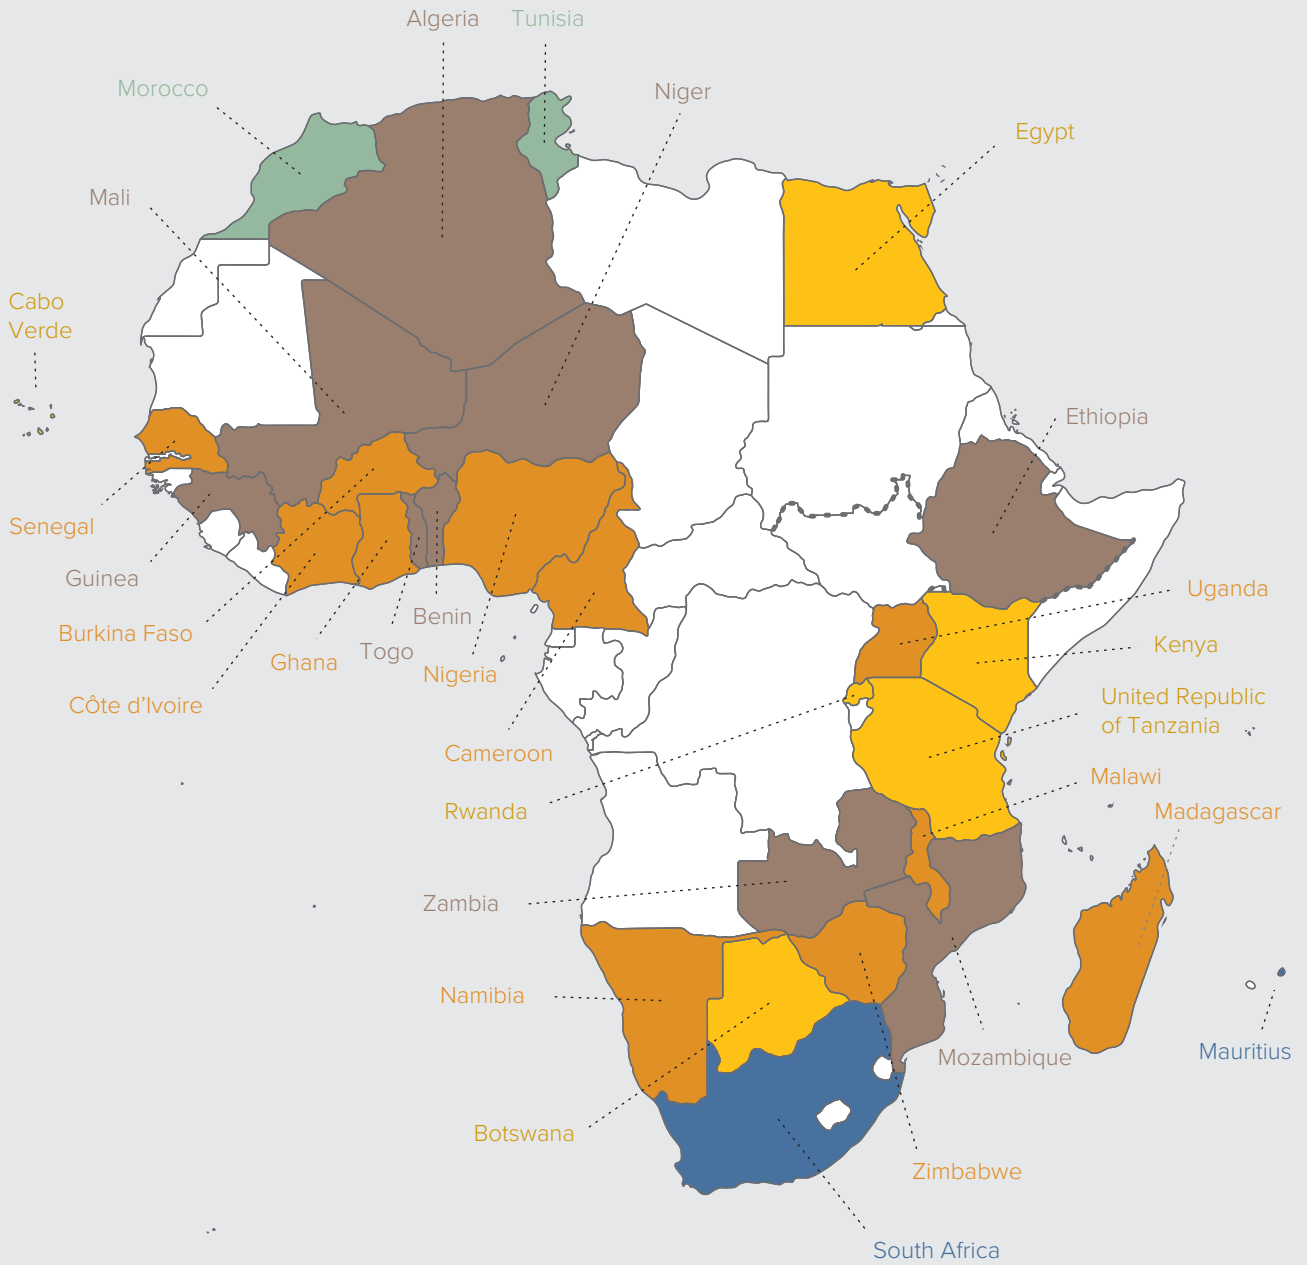 Algeria
Tunisia
Morocco
Niger
Egypt
Mali
Cabo
Verde
Ethiopia
Senegal
Guinea
Uganda
Benin
Burkina Faso
Kenya
Togo
Ghana
Nigeria
United Republic
of Tanzania
Côte d’Ivoire
Cameroon
Malawi
Rwanda
Madagascar
Zambia
Namibia
Mozambique
Mauritius
Botswana
Zimbabwe
South Africa